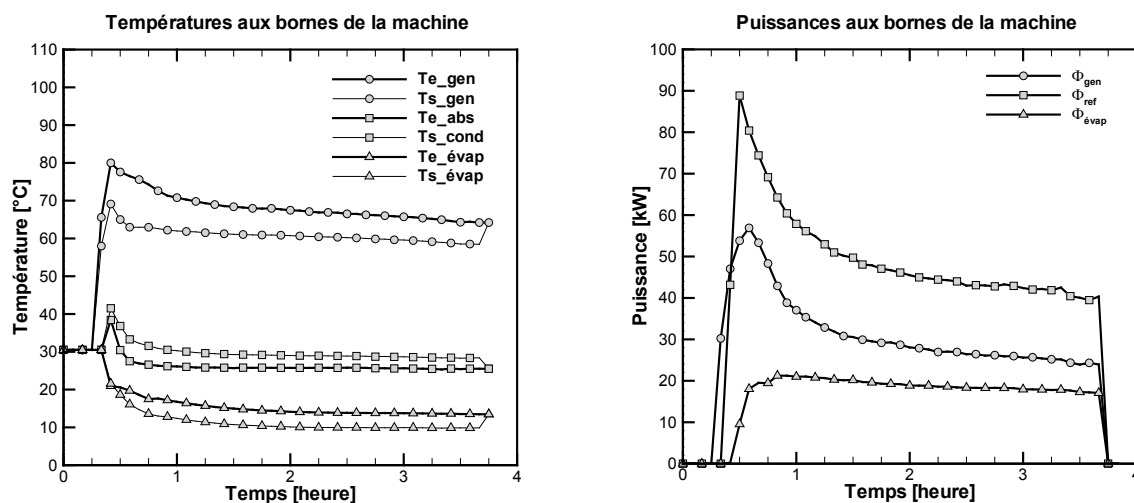 Températures aux bornes de la machine
110
100
90
80
70
60
50
40
30
20
10
0
Température [°C]
Te_gen
Ts_gen
Te_abs
Ts_cond
Te_évap
Ts_évap
0 1 2 3 4
Temps [heure]
Puissances aux bornes de la machine
100
90
80
70
60
50
40
30
20
10
0
Puissance [kW]
Φgen
Φref
Φévap
0 1 2 3 4
Temps [heure]